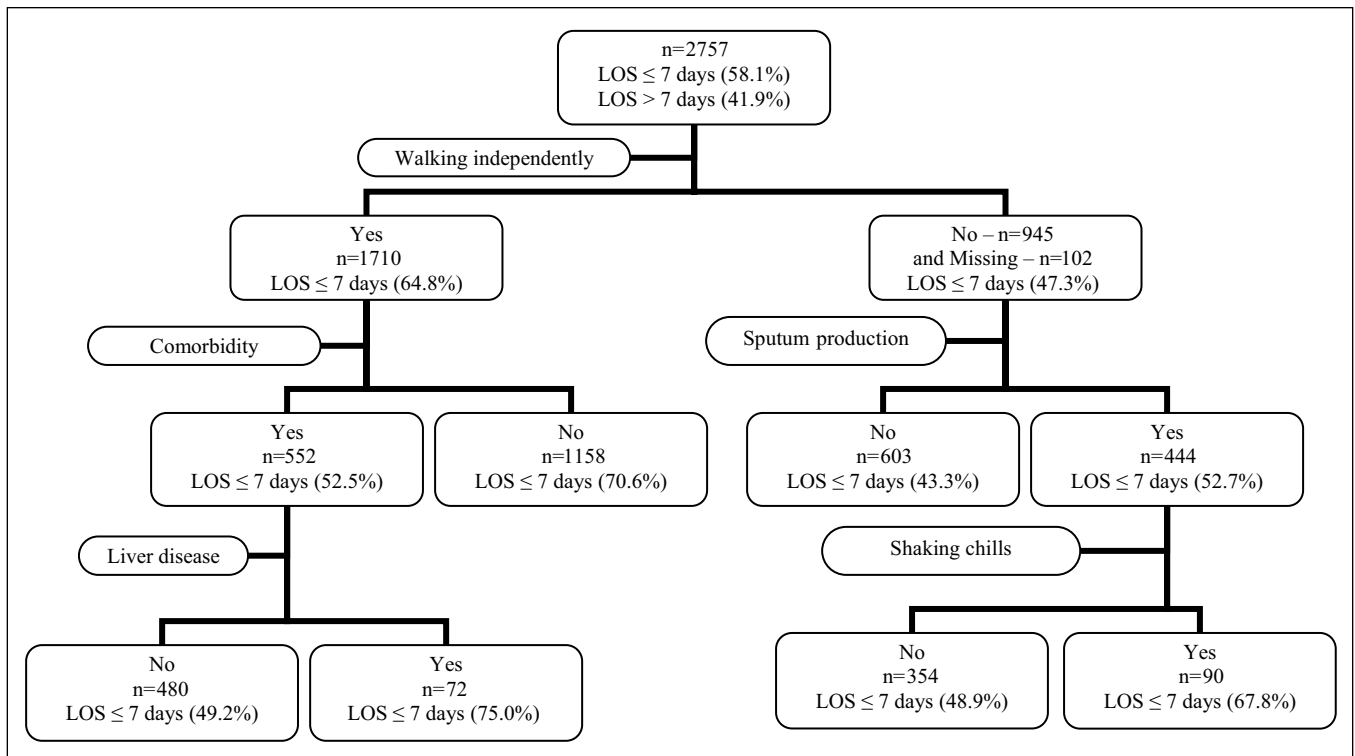 n=2757
LOS ≤ 7 days (58.1%)
LOS > 7 days (41.9%)
Walking independently
Yes
n=1710
LOS ≤ 7 days (64.8%)
No – n=945
and Missing – n=102
LOS ≤ 7 days (47.3%)
Comorbidity
Sputum production
Yes
n=552
LOS ≤ 7 days (52.5%)
No
n=1158
LOS ≤ 7 days (70.6%)
No
n=603
LOS ≤ 7 days (43.3%)
Yes
n=444
LOS ≤ 7 days (52.7%)
Liver disease
Shaking chills
No
n=480
LOS ≤ 7 days (49.2%)
Yes
n=72
LOS ≤ 7 days (75.0%)
No
n=354
LOS ≤ 7 days (48.9%)
Yes
n=90
LOS ≤ 7 days (67.8%)